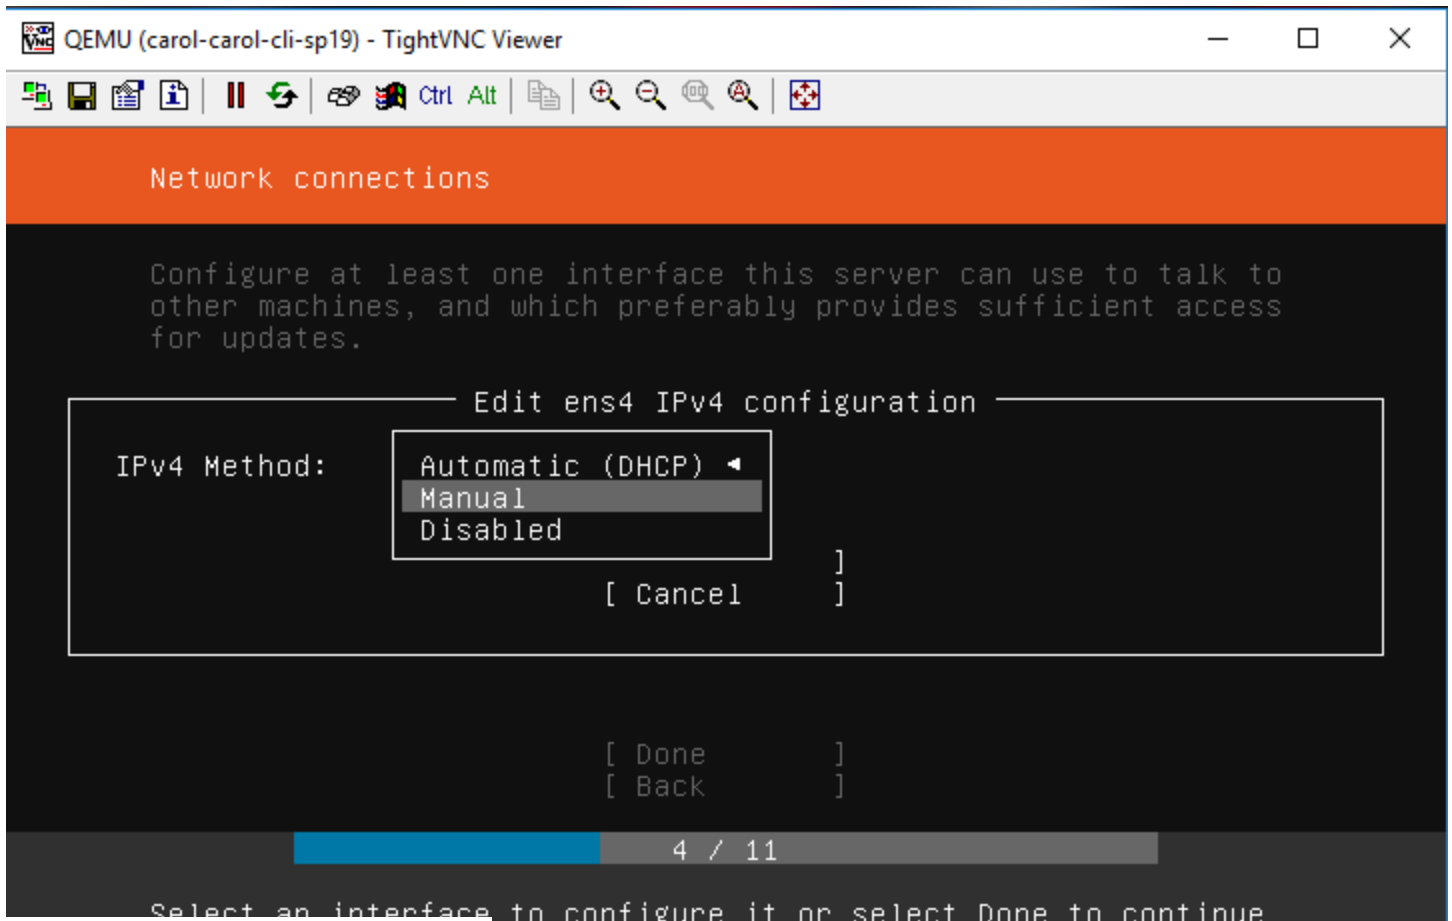 QEMU (carol-carol-cli-sp19) - TightVNC Viewer
Ctrl Alt
Network connections
Configure at least one interface this server can use to talk to
other machines, and which preferably provides sufficient access
for updates.
Edit ens4 IPv4 configuration
IPv4 Method:
Automatic (DHCP) ◄
Manual
Disabled
]
[ Cancel ]
[ Done ]
[ Back ]
4 / 11
Select an interface to configure it or select Done to continue